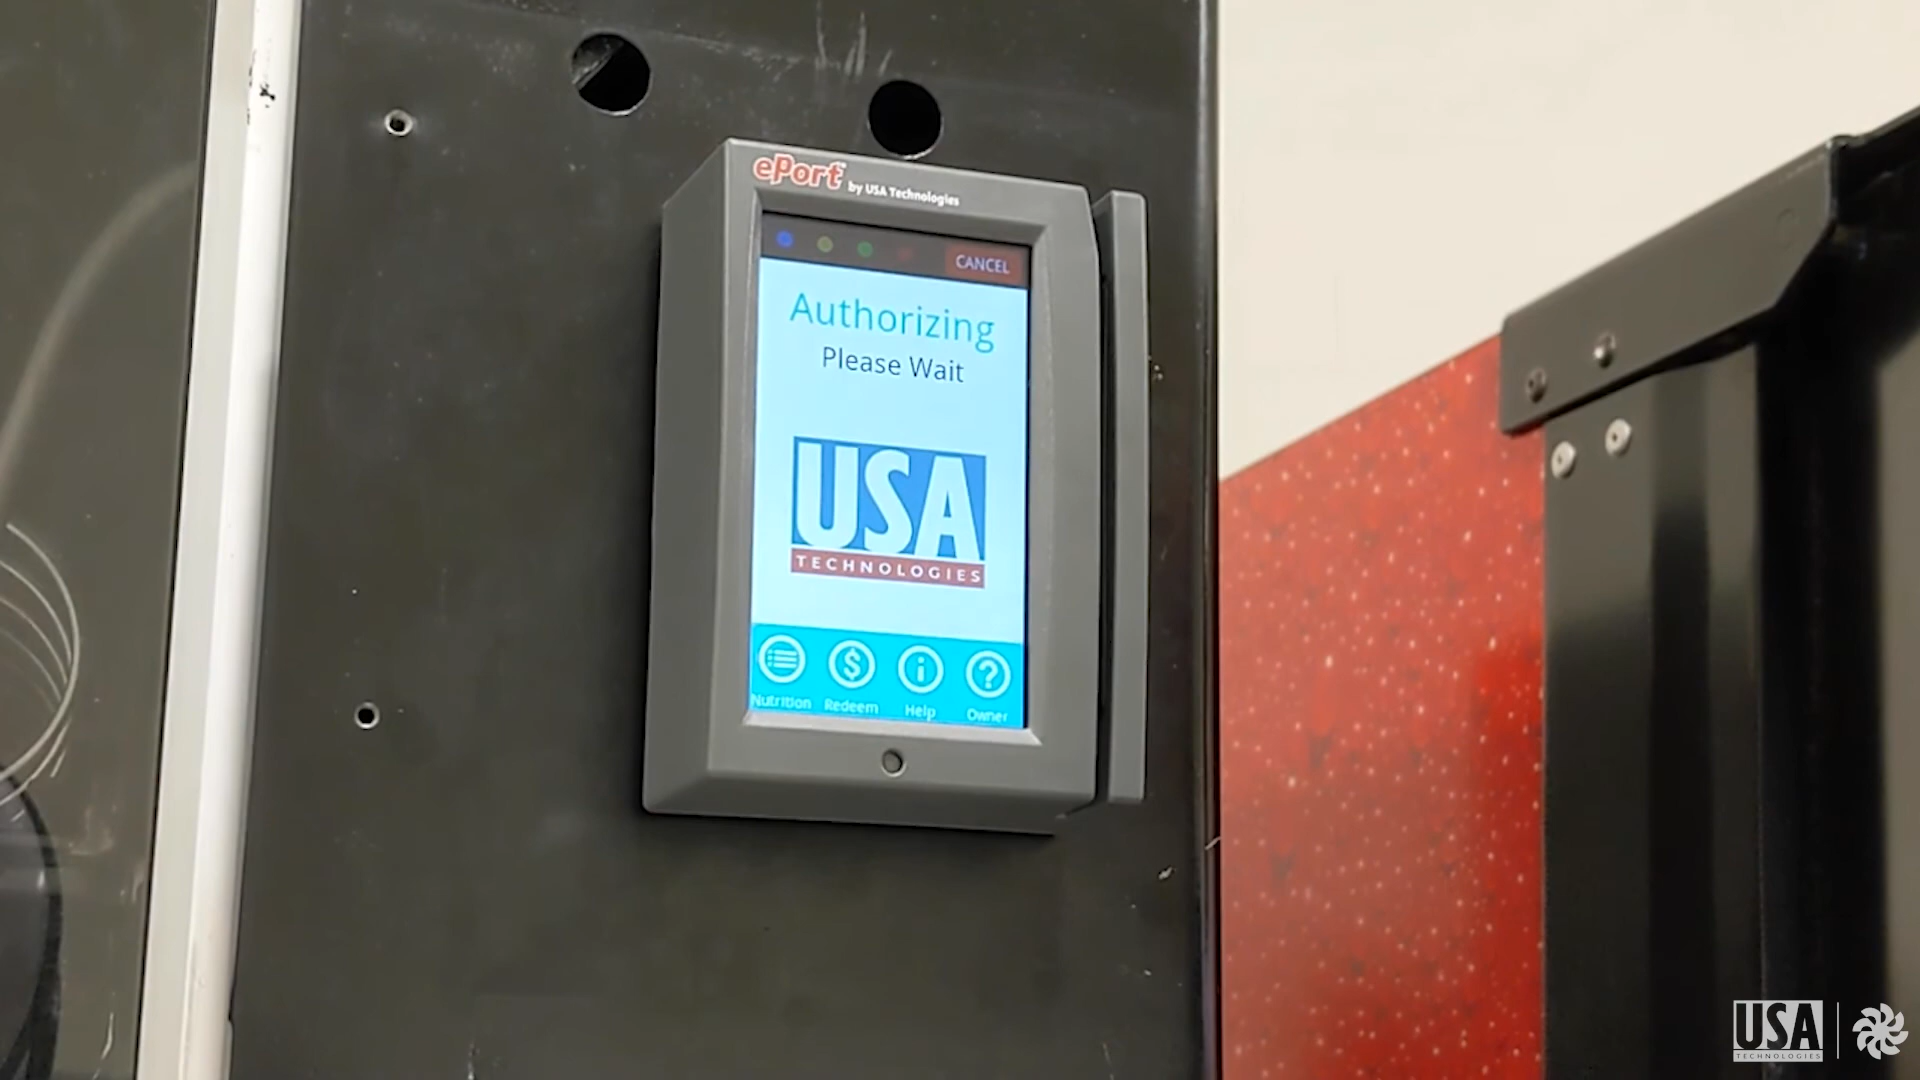 ePort by USA Technologies
CANCEL
Authorizing
Please Wait
USA
TECHNOLOGIES
Nutrition Redeem Help Owner
USA
TECHNOLOGIES